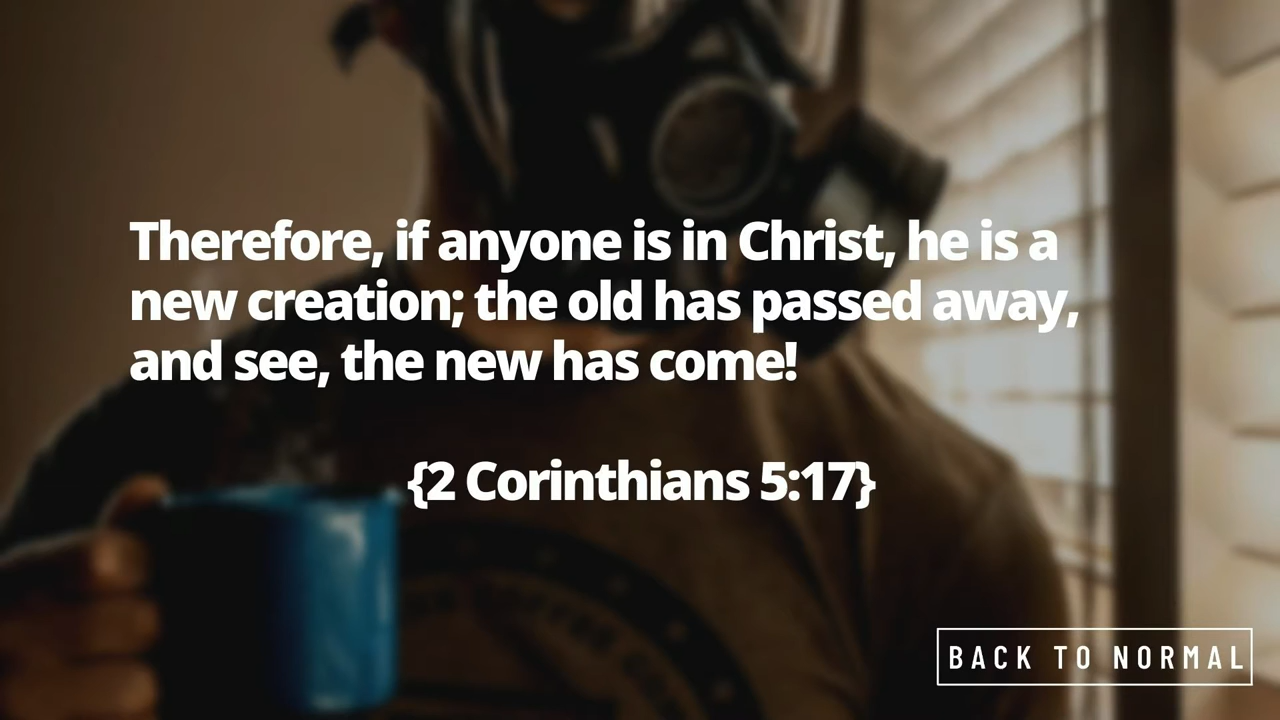 Therefore, if anyone is in Christ, he is a
new creation; the old has passed away,
and see, the new has come!
{2 Corinthians 5:17}
BACK TO NORMAL